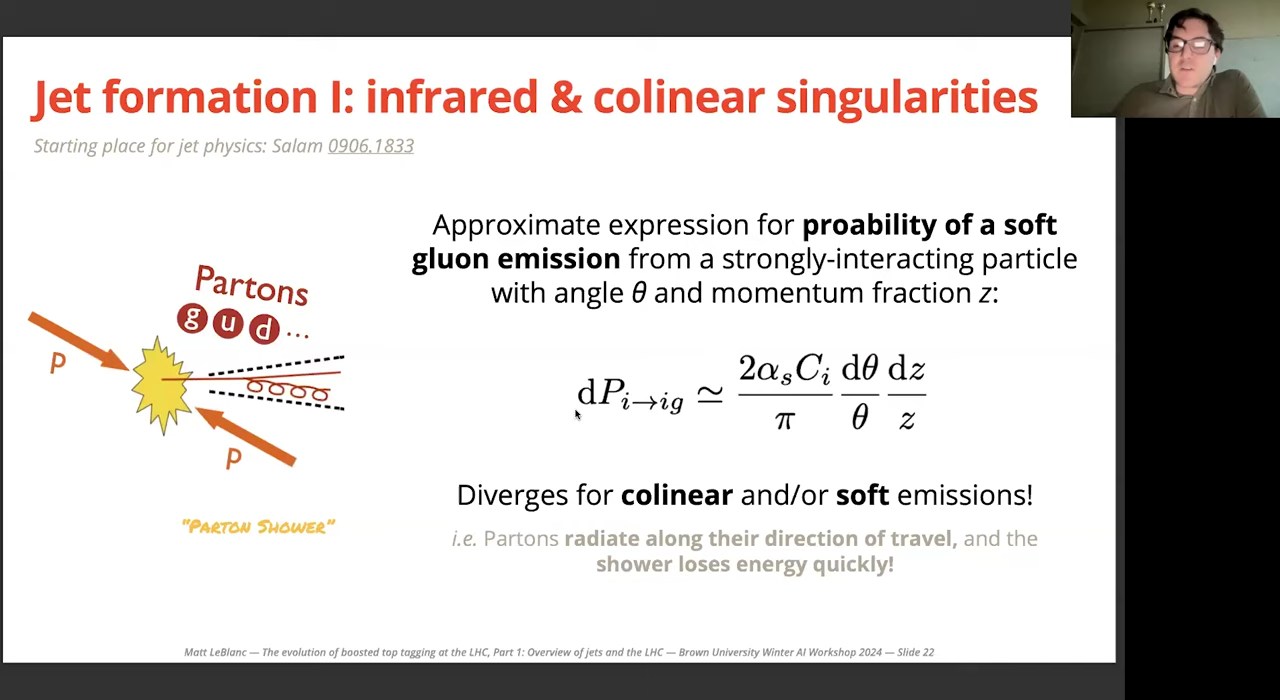 Jet formation I: infrared & colinear singularities
Starting place for jet physics: Salam 0906.1833
Approximate expression for proability of a soft
gluon emission from a strongly-interacting particle
with angle θ and momentum fraction z:
Partons
g u d ...
P
P
"Parton Shower"
dP_{i→ig} ≃ \frac{2α_s C_i}{π} \frac{dθ}{θ} \frac{dz}{z}
Diverges for colinear and/or soft emissions!
i.e. Partons radiate along their direction of travel, and the
shower loses energy quickly!
Matt LeBlanc — The evolution of boosted top tagging at the LHC, Part 1: Overview of jets and the LHC — Brown University Winter AI Workshop 2024 — Slide 22